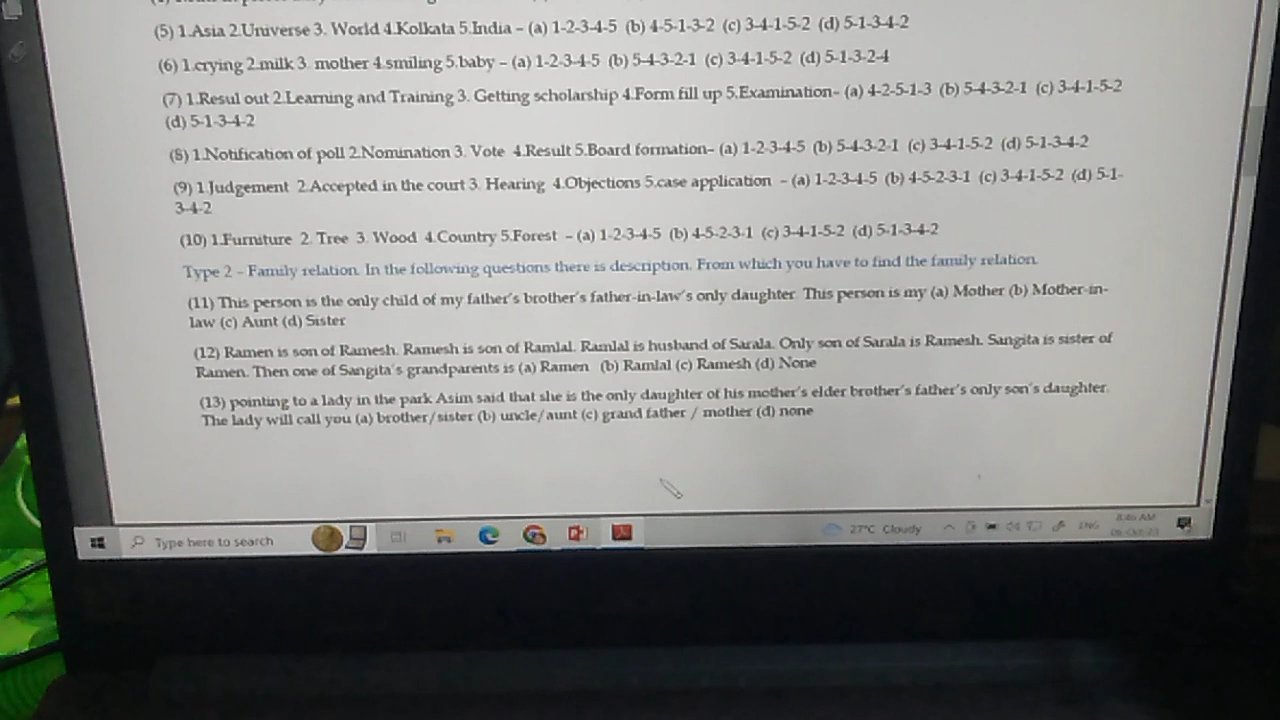 (5) 1.Asia 2.Universe 3. World 4.Kolkata 5.India – (a) 1-2-3-4-5 (b) 4-5-1-3-2 (c) 3-4-1-5-2 (d) 5-1-3-4-2
(6) 1.crying 2.milk 3. mother 4.smiling 5.baby – (a) 1-2-3-4-5 (b) 5-4-3-2-1 (c) 3-4-1-5-2 (d) 5-1-3-2-4
(7) 1.Resul out 2.Learning and Training 3. Getting scholarship 4.Form fill up 5.Examination– (a) 4-2-5-1-3 (b) 5-4-3-2-1 (c) 3-4-1-5-2
(d) 5-1-3-4-2
(8) 1.Notification of poll 2.Nomination 3. Vote 4.Result 5.Board formation– (a) 1-2-3-4-5 (b) 5-4-3-2-1 (c) 3-4-1-5-2 (d) 5-1-3-4-2
(9) 1.Judgement 2.Accepted in the court 3. Hearing 4.Objections 5.case application – (a) 1-2-3-4-5 (b) 4-5-2-3-1 (c) 3-4-1-5-2 (d) 5-1-
3-4-2
(10) 1.Furniture 2. Tree 3. Wood 4.Country 5.Forest – (a) 1-2-3-4-5 (b) 4-5-2-3-1 (c) 3-4-1-5-2 (d) 5-1-3-4-2
Type 2 – Family relation. In the following questions there is description. From which you have to find the family relation.
(11) This person is the only child of my father's brother's father-in-law's only daughter. This person is my (a) Mother (b) Mother-in-
law (c) Aunt (d) Sister
(12) Ramen is son of Ramesh. Ramesh is son of Ramlal. Ramlal is husband of Sarala. Only son of Sarala is Ramesh. Sangita is sister of
Ramen. Then one of Sangita's grandparents is (a) Ramen (b) Ramlal (c) Ramesh (d) None
(13) pointing to a lady in the park Asim said that she is the only daughter of his mother's elder brother's father's only son's daughter.
The lady will call you (a) brother/sister (b) uncle/aunt (c) grand father / mother (d) none
Type here to search
27°C Cloudy
ENG
8:46 AM